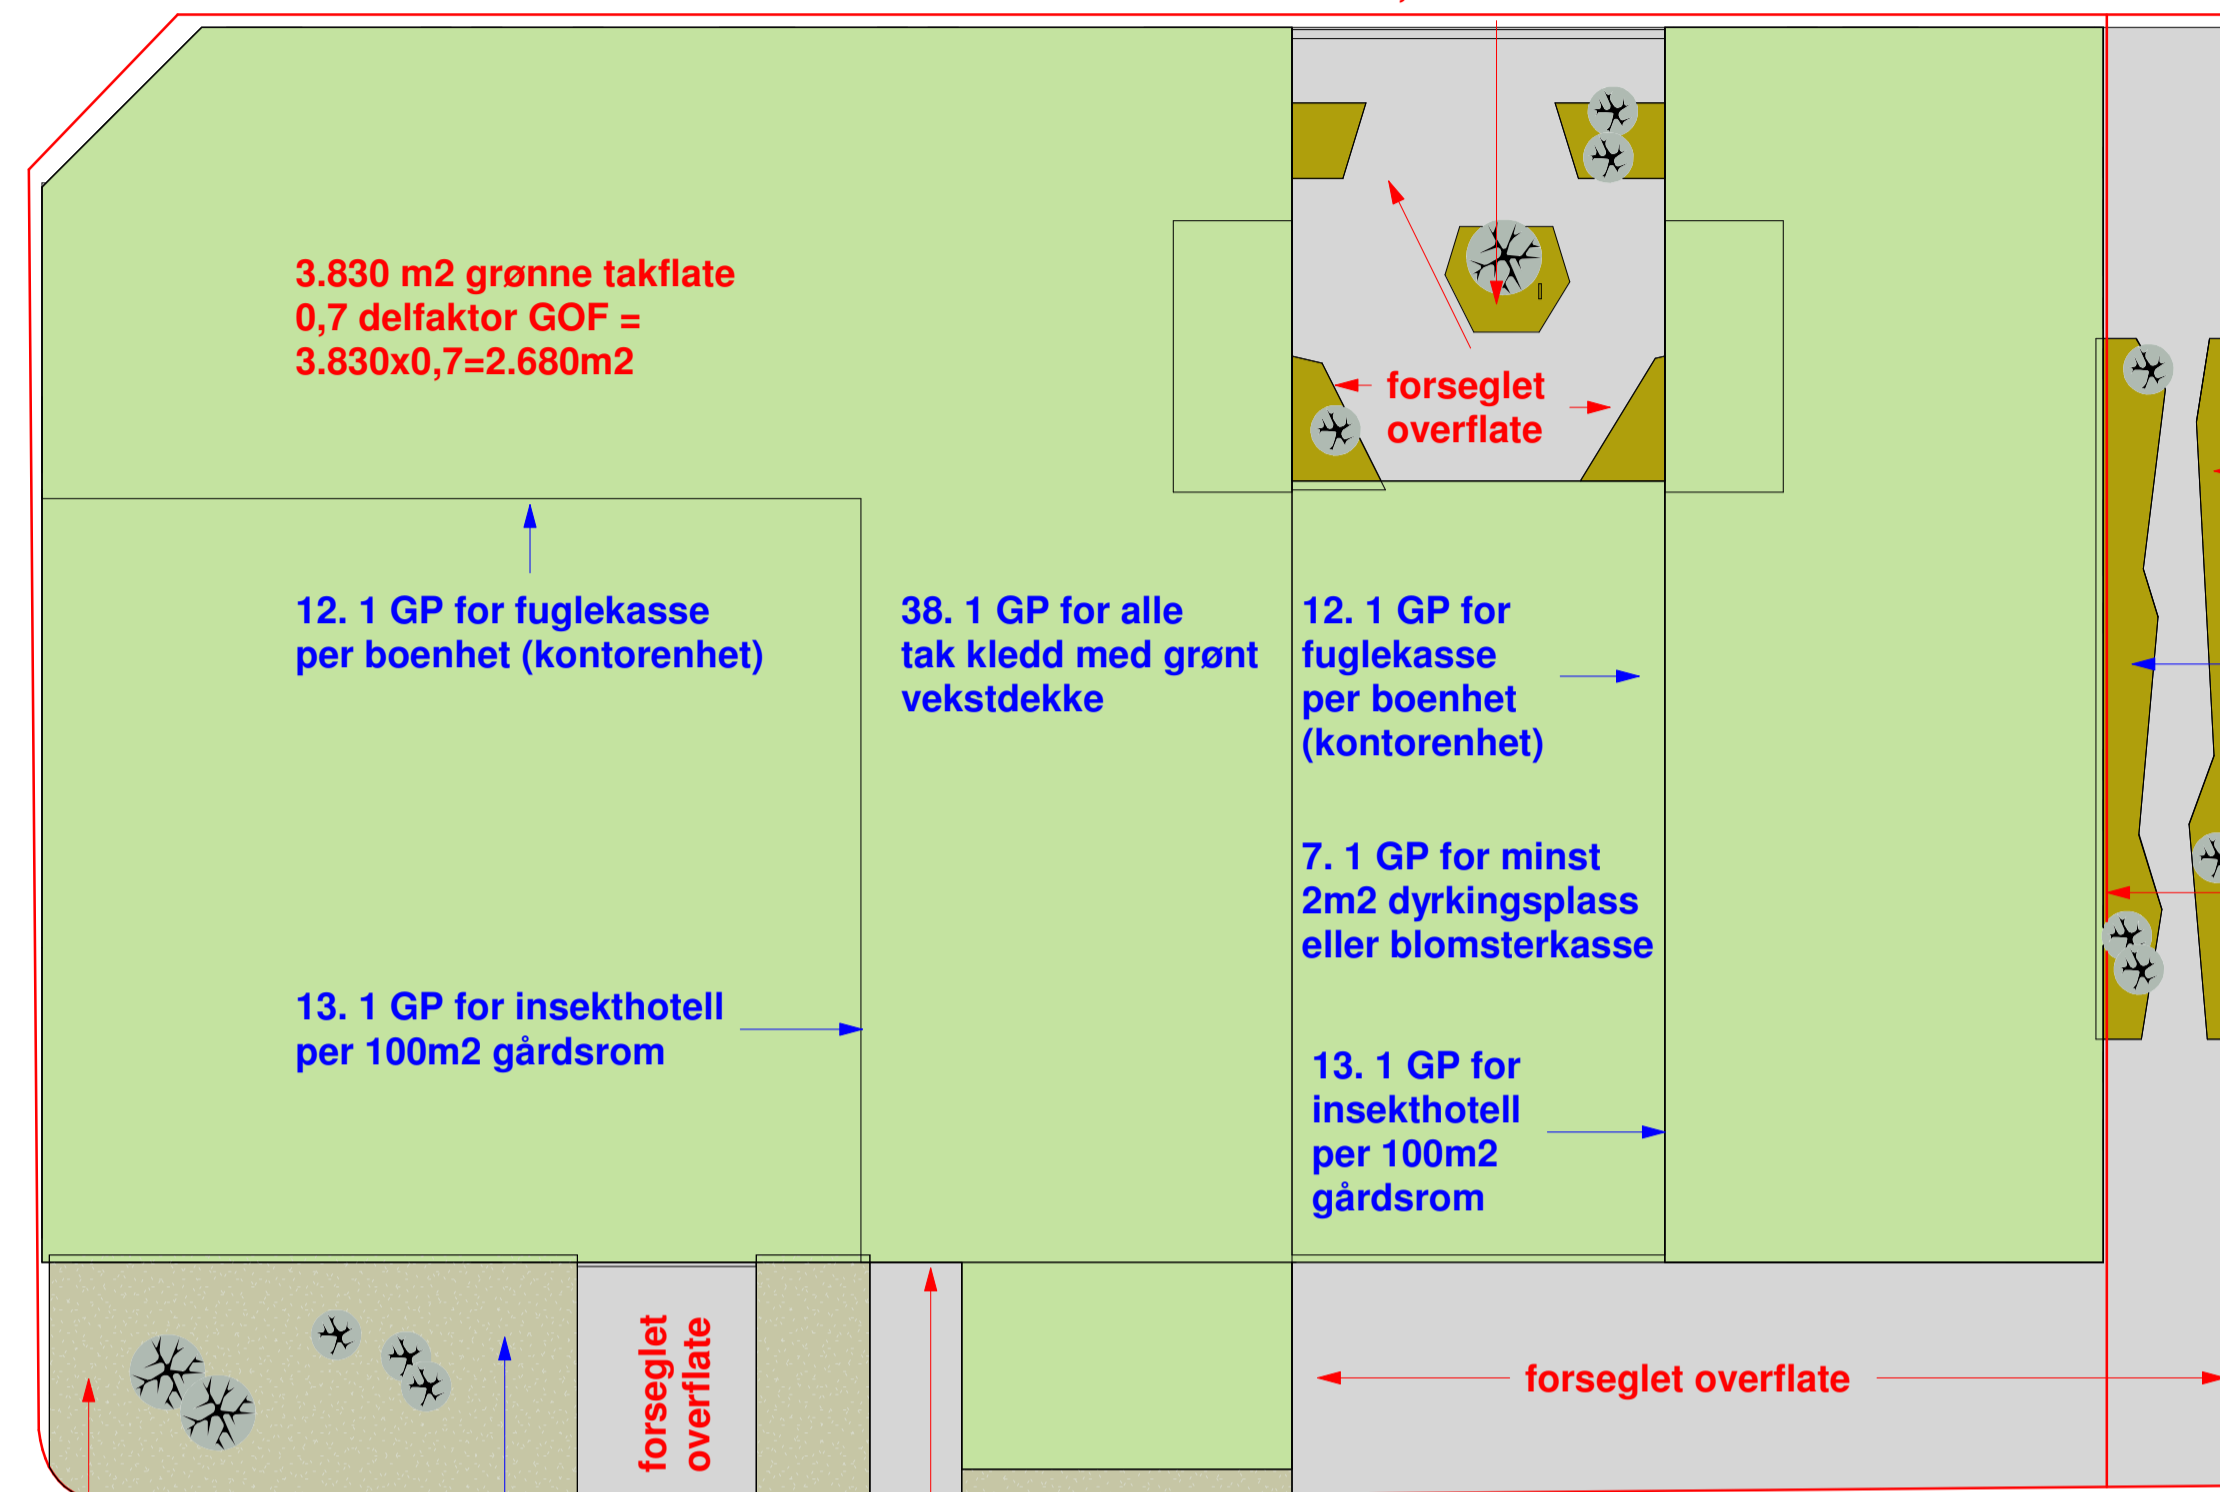 3.830 m2 grønne takflate
0,7 delfaktor GOF =
3.830x0,7=2.680m2
forseglet
overflate
12. 1 GP for fuglekasse
per boenhet (kontorenhet)
38. 1 GP for alle
tak kledd med grønt
vekstdekke
12. 1 GP for
fuglekasse
per boenhet
(kontorenhet)
7. 1 GP for minst
2m2 dyrkingsplass
eller blomsterkasse
13. 1 GP for insekthotell
per 100m2 gårdsrom
13. 1 GP for
insekthotell
per 100m2
gårdsrom
forseglet
overflate
forseglet overflate